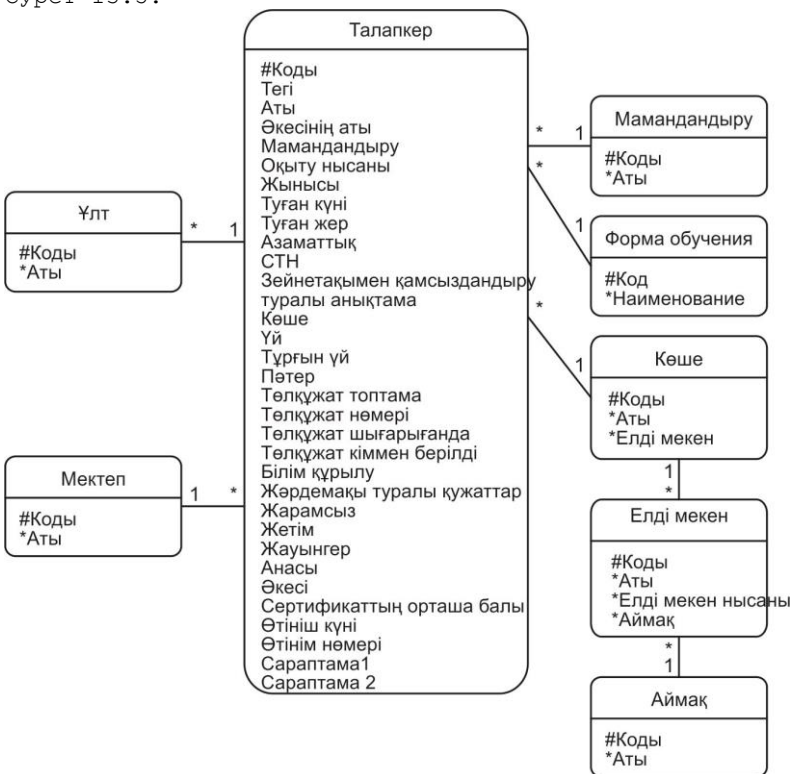 Талапкер
#Коды
Тегі
Аты
Әкесінің аты
Мамандандыру
Оқыту нысаны
Жынысы
Туған күні
Туған жер
Азаматтық
СТН
Зейнетақымен қамсыздандыру
туралы анықтама
Көше
Үй
Тұрғын үй
Пәтер
Төлқұжат топтама
Төлқұжат нөмері
Төлқұжат шығарығанда
Төлқұжат кіммен берілді
Білім құрылу
Жәрдемақы туралы қужаттар
Жарамсыз
Жетім
Жауынгер
Анасы
Әкесі
Сертификаттың орташа балы
Өтініш күні
Өтінім нөмері
Сараптама1
Сараптама 2
Ұлт
#Коды
*Аты
* 1
Мектеп
#Коды
*Аты
1 *
* 1
Мамандандыру
#Коды
*Аты
*
1
Форма обучения
#Код
*Наименование
*
1
Көше
#Коды
*Аты
*Елді мекен
1
*
Елді мекен
#Коды
*Аты
*Елді мекен нысаны
*Аймақ
*
1
Аймақ
#Коды
*Аты